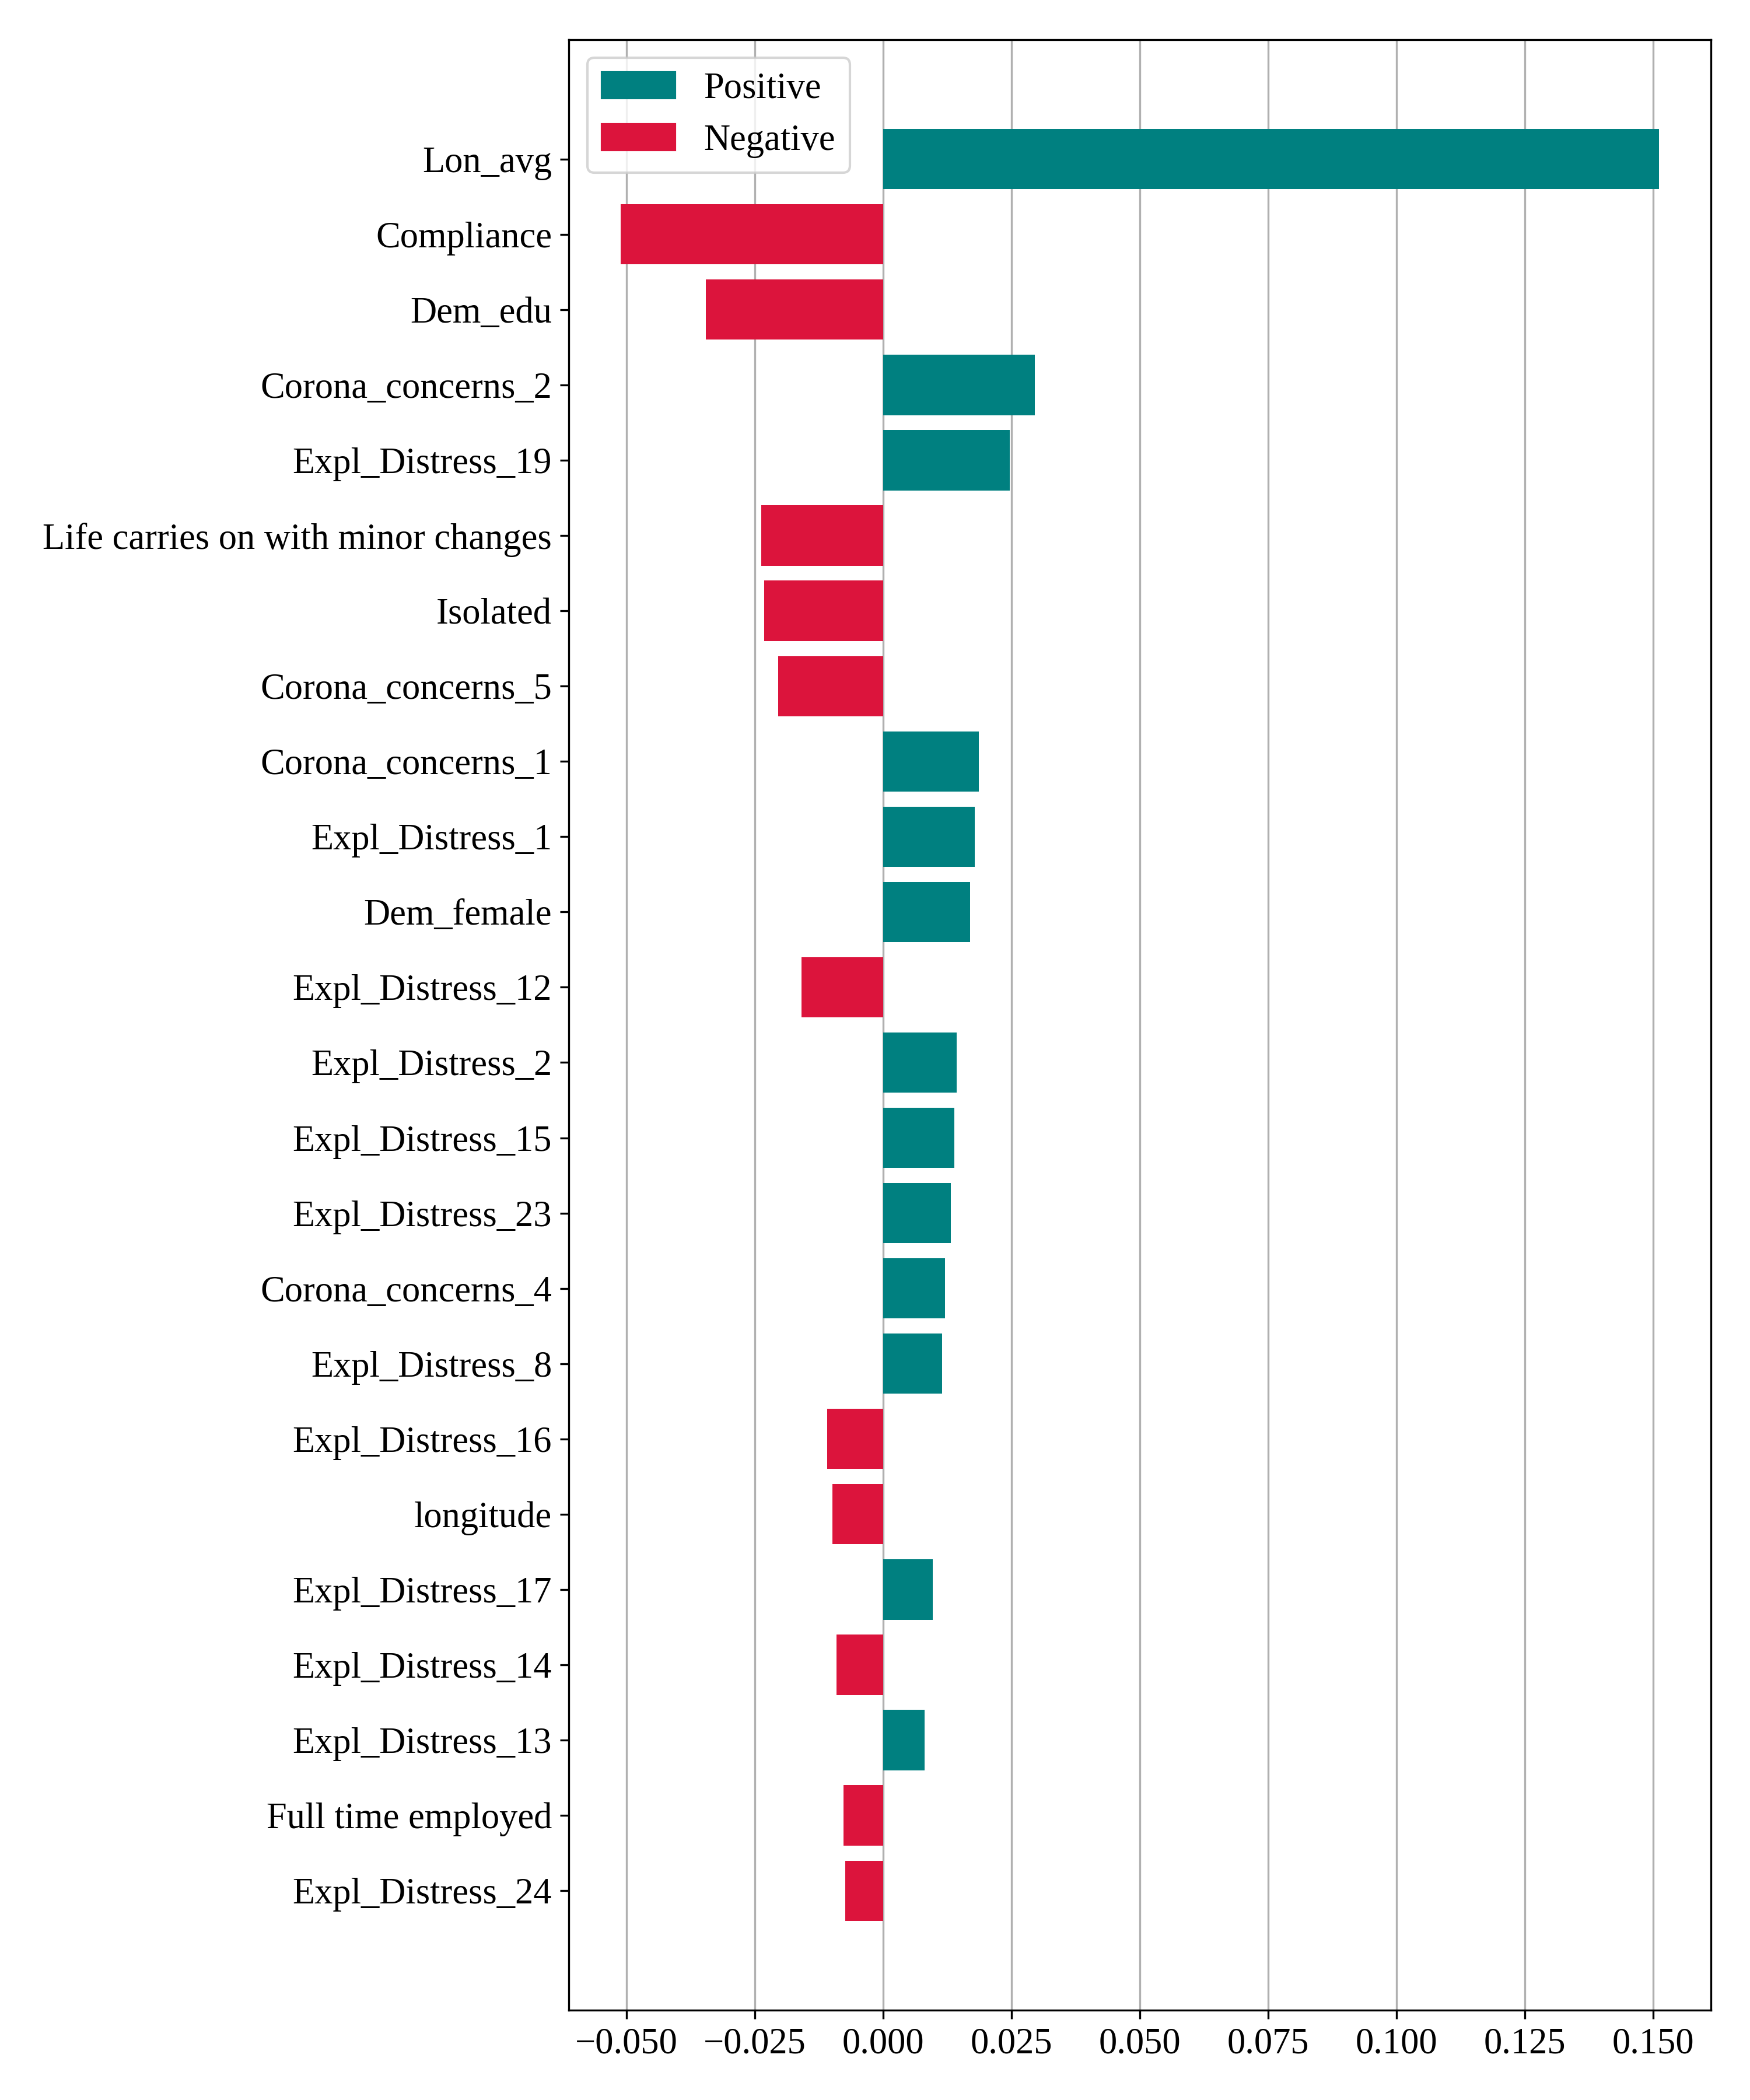 Positive
Negative
Lon_avg
Compliance
Dem_edu
Corona_concerns_2
Expl_Distress_19
Life carries on with minor changes
Isolated
Corona_concerns_5
Corona_concerns_1
Expl_Distress_1
Dem_female
Expl_Distress_12
Expl_Distress_2
Expl_Distress_15
Expl_Distress_23
Corona_concerns_4
Expl_Distress_8
Expl_Distress_16
longitude
Expl_Distress_17
Expl_Distress_14
Expl_Distress_13
Full time employed
Expl_Distress_24
−0.050 −0.025 0.000 0.025 0.050 0.075 0.100 0.125 0.150